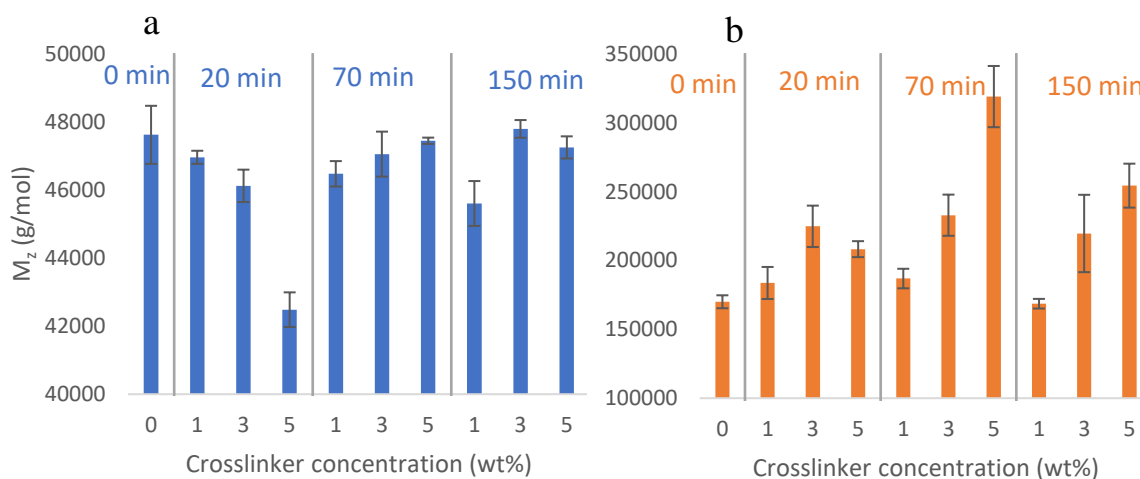 a
0 min 20 min 70 min 150 min
50000
48000
46000
44000
42000
40000
M_z (g/mol)
0 1 3 5 1 3 5 1 3 5
Crosslinker concentration (wt%)
b
0 min 20 min 70 min 150 min
350000
300000
250000
200000
150000
100000
0 1 3 5 1 3 5 1 3 5
Crosslinker concentration (wt%)